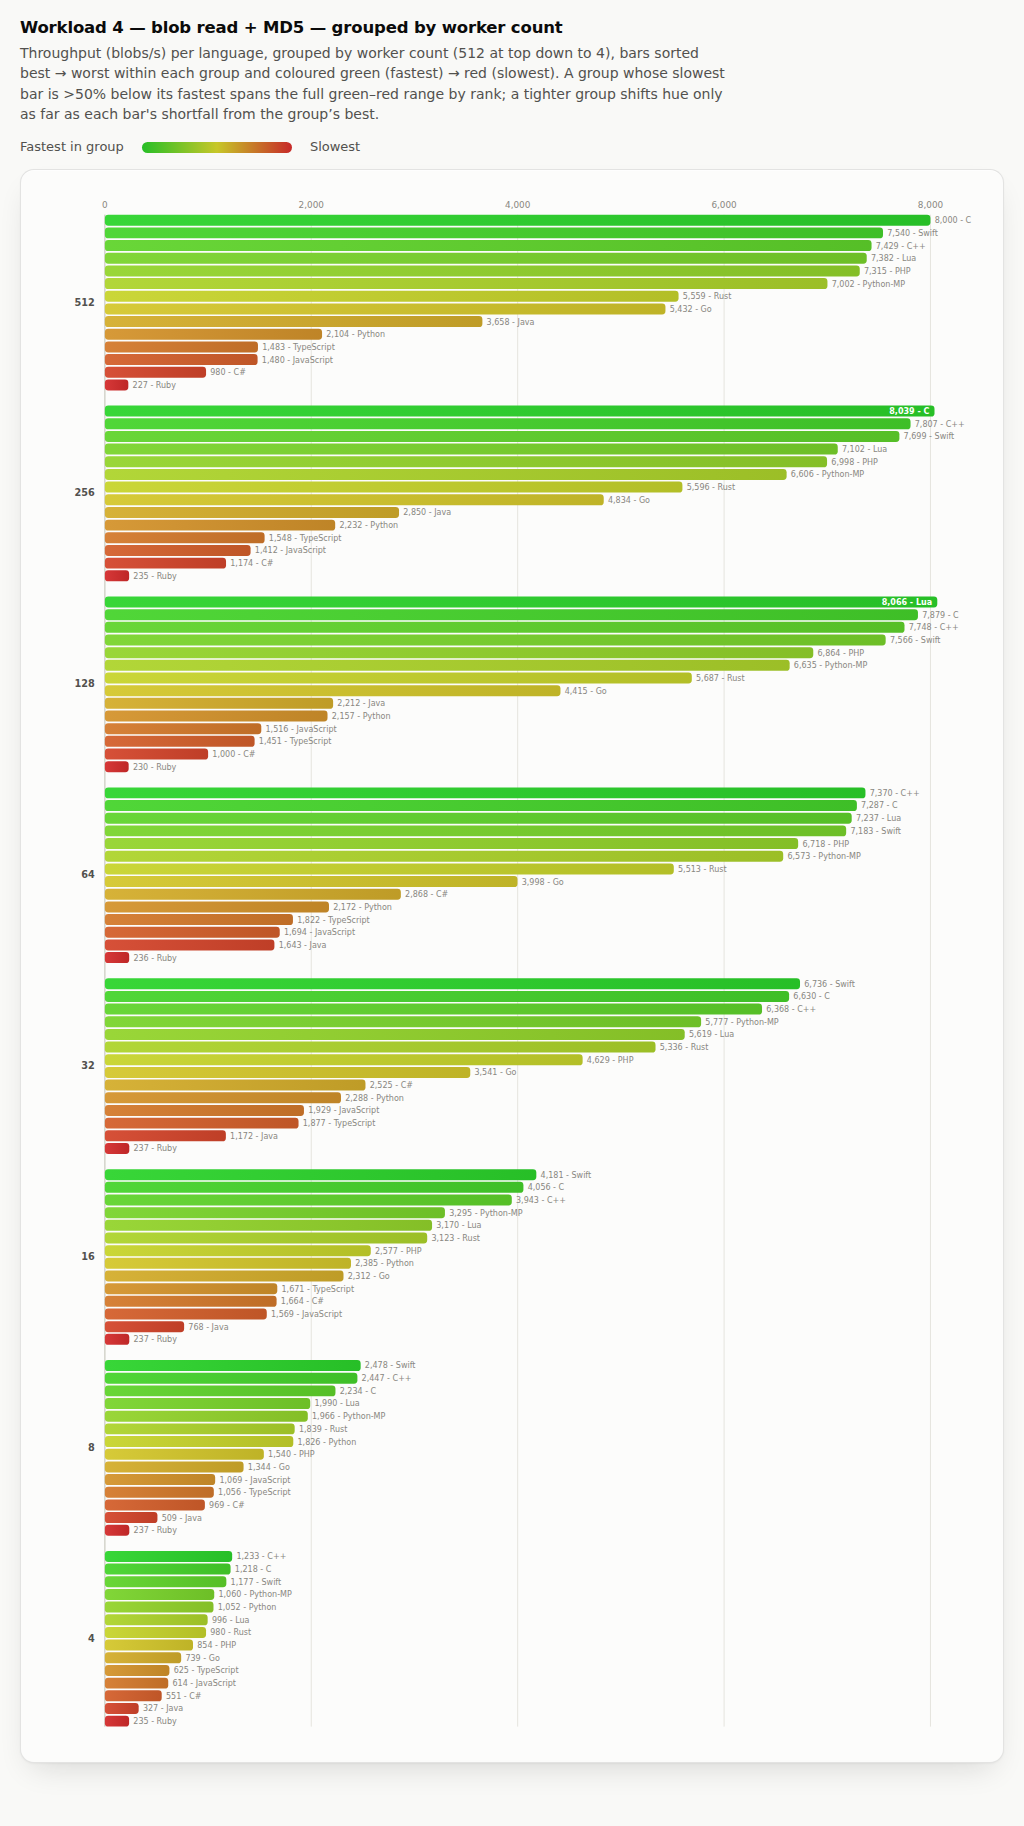 Workload 4 — blob read + MD5 — grouped by worker count
Throughput (blobs/s) per language, grouped by worker count (512 at top down to 4), bars sorted
best → worst within each group and coloured green (fastest) → red (slowest). A group whose slowest
bar is >50% below its fastest spans the full green–red range by rank; a tighter group shifts hue only
as far as each bar's shortfall from the group’s best.
Fastest in group Slowest
0 2,000 4,000 6,000 8,000
512
8,000 - C
7,540 - Swift
7,429 - C++
7,382 - Lua
7,315 - PHP
7,002 - Python-MP
5,559 - Rust
5,432 - Go
3,658 - Java
2,104 - Python
1,483 - TypeScript
1,480 - JavaScript
980 - C#
227 - Ruby
256
8,039 - C
7,807 - C++
7,699 - Swift
7,102 - Lua
6,998 - PHP
6,606 - Python-MP
5,596 - Rust
4,834 - Go
2,850 - Java
2,232 - Python
1,548 - TypeScript
1,412 - JavaScript
1,174 - C#
235 - Ruby
128
8,066 - Lua
7,879 - C
7,748 - C++
7,566 - Swift
6,864 - PHP
6,635 - Python-MP
5,687 - Rust
4,415 - Go
2,212 - Java
2,157 - Python
1,516 - JavaScript
1,451 - TypeScript
1,000 - C#
230 - Ruby
64
7,370 - C++
7,287 - C
7,237 - Lua
7,183 - Swift
6,718 - PHP
6,573 - Python-MP
5,513 - Rust
3,998 - Go
2,868 - C#
2,172 - Python
1,822 - TypeScript
1,694 - JavaScript
1,643 - Java
236 - Ruby
32
6,736 - Swift
6,630 - C
6,368 - C++
5,777 - Python-MP
5,619 - Lua
5,336 - Rust
4,629 - PHP
3,541 - Go
2,525 - C#
2,288 - Python
1,929 - JavaScript
1,877 - TypeScript
1,172 - Java
237 - Ruby
16
4,181 - Swift
4,056 - C
3,943 - C++
3,295 - Python-MP
3,170 - Lua
3,123 - Rust
2,577 - PHP
2,385 - Python
2,312 - Go
1,671 - TypeScript
1,664 - C#
1,569 - JavaScript
768 - Java
237 - Ruby
8
2,478 - Swift
2,447 - C++
2,234 - C
1,990 - Lua
1,966 - Python-MP
1,839 - Rust
1,826 - Python
1,540 - PHP
1,344 - Go
1,069 - JavaScript
1,056 - TypeScript
969 - C#
509 - Java
237 - Ruby
4
1,233 - C++
1,218 - C
1,177 - Swift
1,060 - Python-MP
1,052 - Python
996 - Lua
980 - Rust
854 - PHP
739 - Go
625 - TypeScript
614 - JavaScript
551 - C#
327 - Java
235 - Ruby